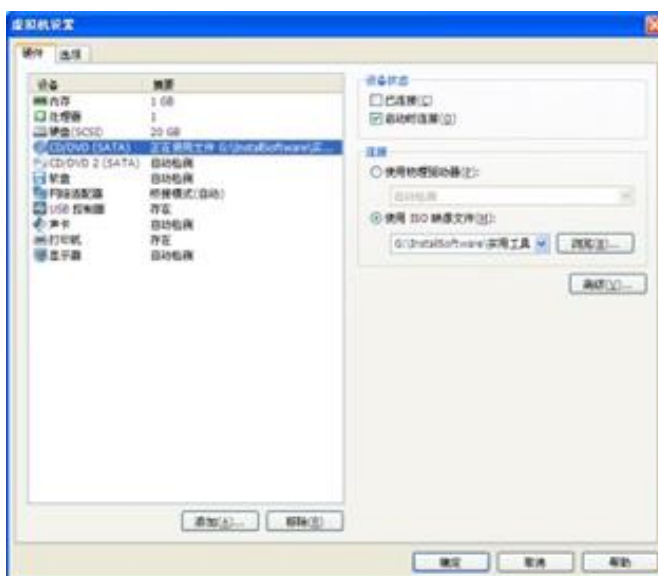 虚拟机设置
硬件 选项
设备 摘要
内存 1 GB
处理器 1
硬盘(SCSI) 20 GB
CD/DVD (SATA) 正在使用文件 G:\InstallSoftware\实...
CD/DVD 2 (SATA) 自动检测
软盘 自动检测
网络适配器 桥接模式(自动)
USB 控制器 存在
声卡 自动检测
打印机 存在
显示器 自动检测
添加(A)... 移除(R)
设备状态
已连接(C)
启动时连接(O)
连接
使用物理驱动器(P):
自动检测
使用 ISO 映像文件(M):
G:\InstallSoftware\实用工具 浏览(B)...
高级(V)...
确定 取消 帮助